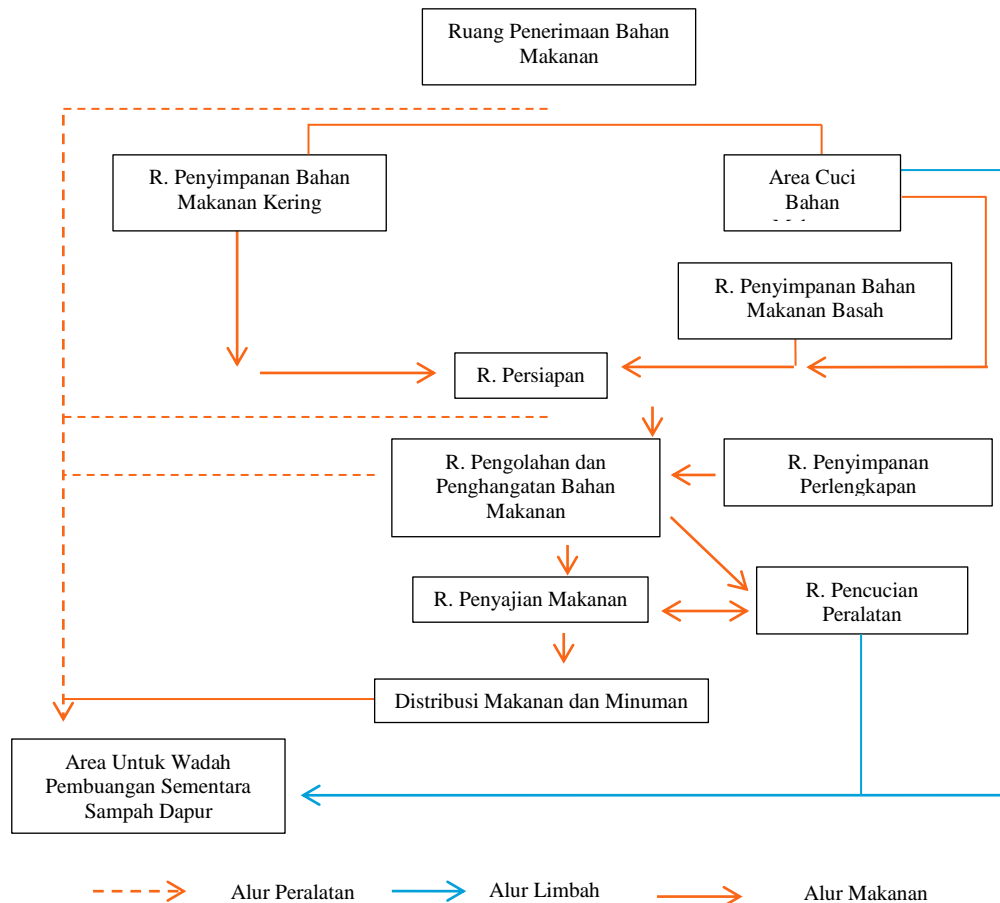 Ruang Penerimaan Bahan
Makanan
R. Penyimpanan Bahan
Makanan Kering
Area Cuci
Bahan
R. Penyimpanan Bahan
Makanan Basah
R. Persiapan
R. Pengolahan dan
Penghangatan Bahan
Makanan
R. Penyimpanan
Perlengkapan
R. Penyajian Makanan
R. Pencucian
Peralatan
Distribusi Makanan dan Minuman
Area Untuk Wadah
Pembuangan Sementara
Sampah Dapur
Alur Peralatan
Alur Limbah
Alur Makanan